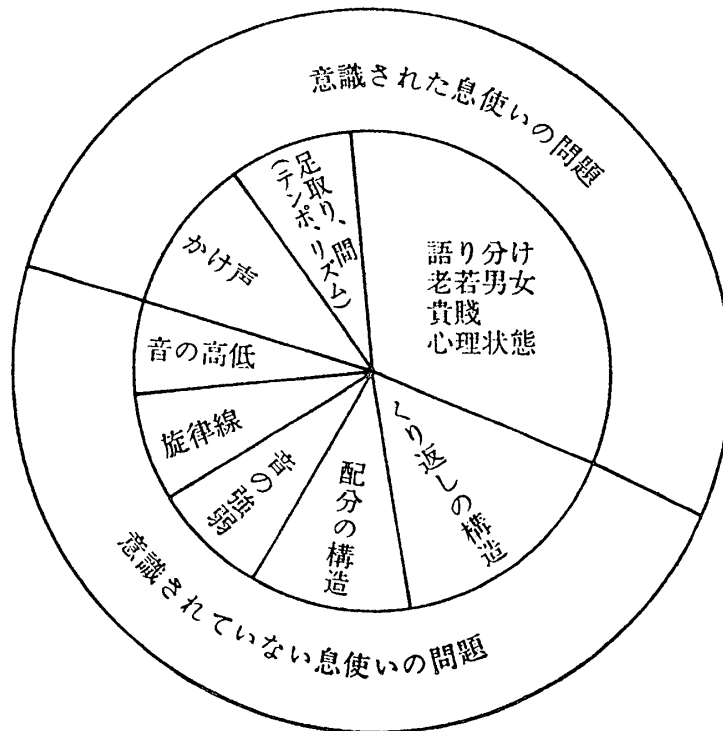 意識された息使いの問題
語り分け
老若男女
貴賤
心理状態
足取り、間
(テンポ、リズム)
かけ声
音の高低
旋律線
音の強弱
配分の構造
くり返しの構造
意識されていない息使いの問題